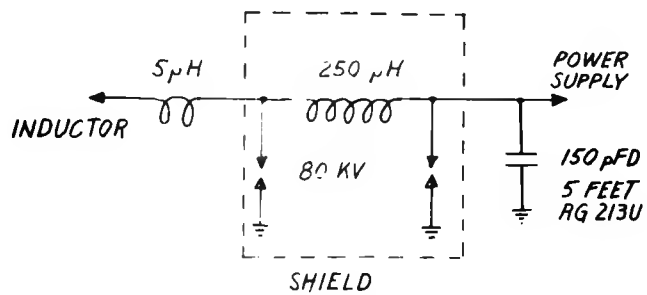 5μH
250 μH
POWER
SUPPLY
INDUCTOR
80 KV
150 pFD
5 FEET
RG 213U
SHIELD